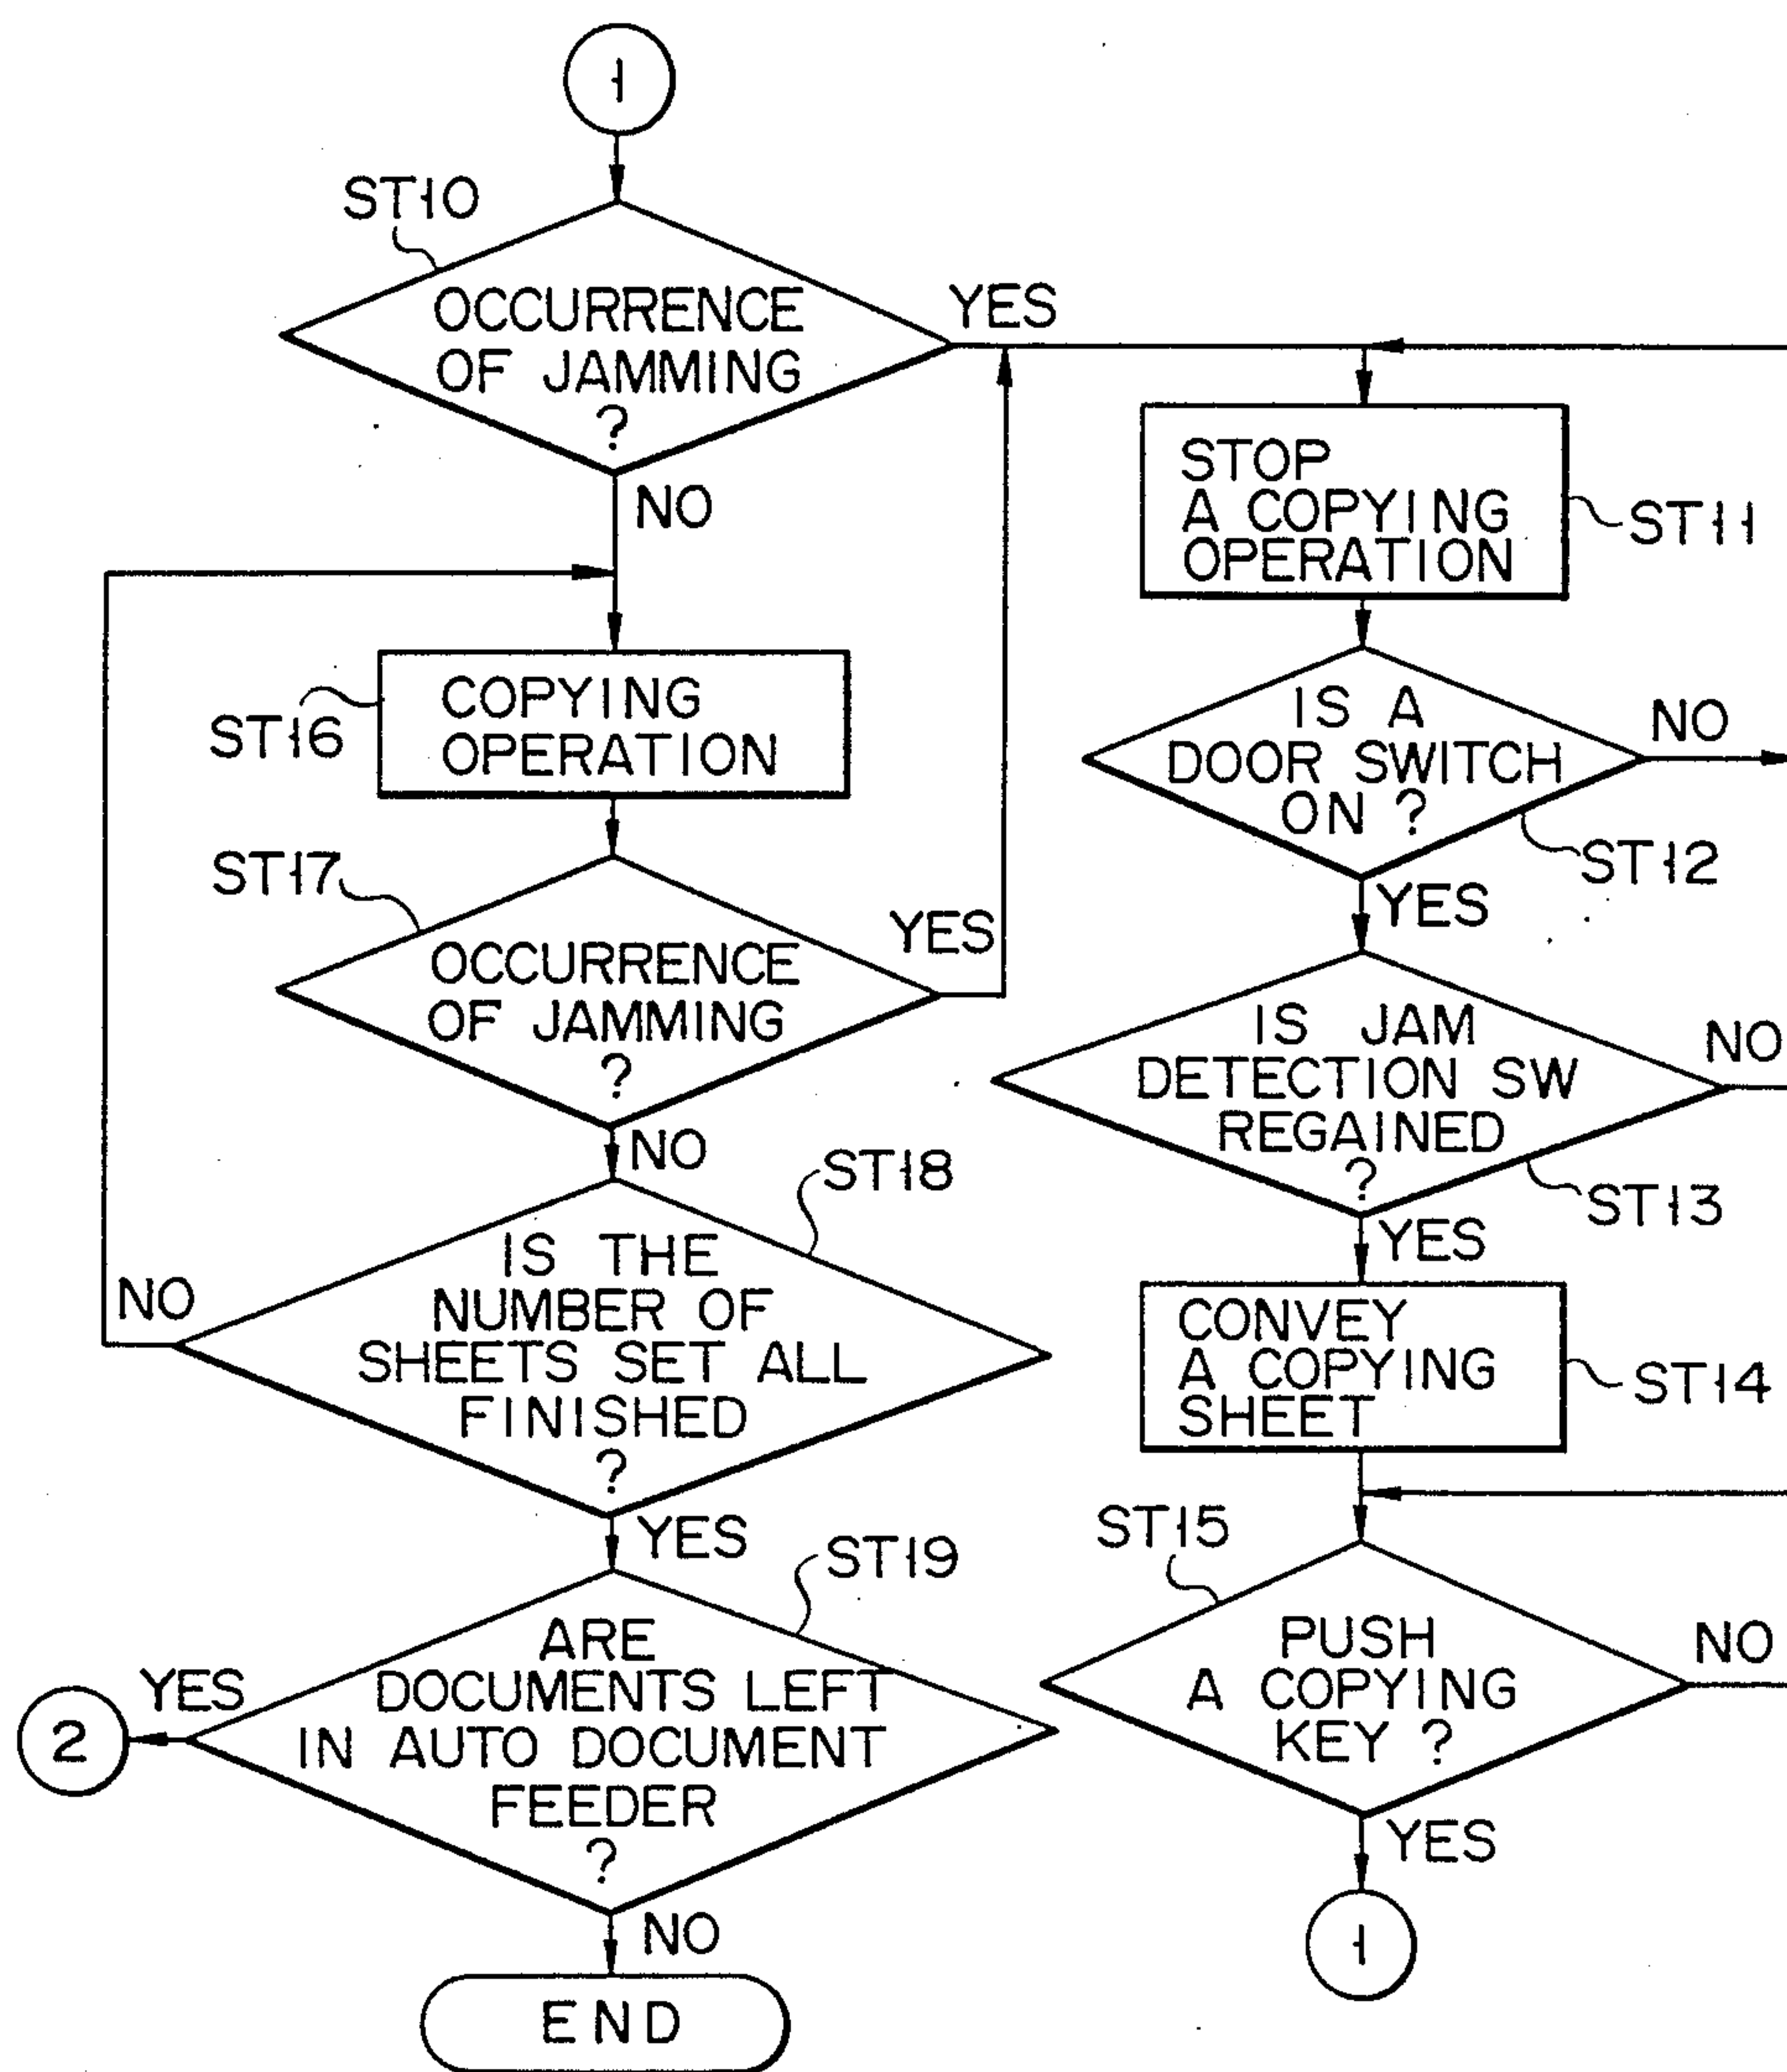 1
ST10
OCCURRENCE
OF JAMMING
?
YES
NO
STOP
A COPYING
OPERATION
ST11
COPYING
OPERATION
ST16
IS A
DOOR SWITCH
ON ?
NO
ST12
YES
ST17
OCCURRENCE
OF JAMMING
?
YES
NO
IS JAM
DETECTION SW
REGAINED
?
NO
ST13
YES
ST18
IS THE
NUMBER OF
SHEETS SET ALL
FINISHED
?
NO
YES
CONVEY
A COPYING
SHEET
ST14
ST19
ARE
DOCUMENTS LEFT
IN AUTO DOCUMENT
FEEDER
?
YES
2
NO
END
ST15
PUSH
A COPYING
KEY ?
NO
YES
1